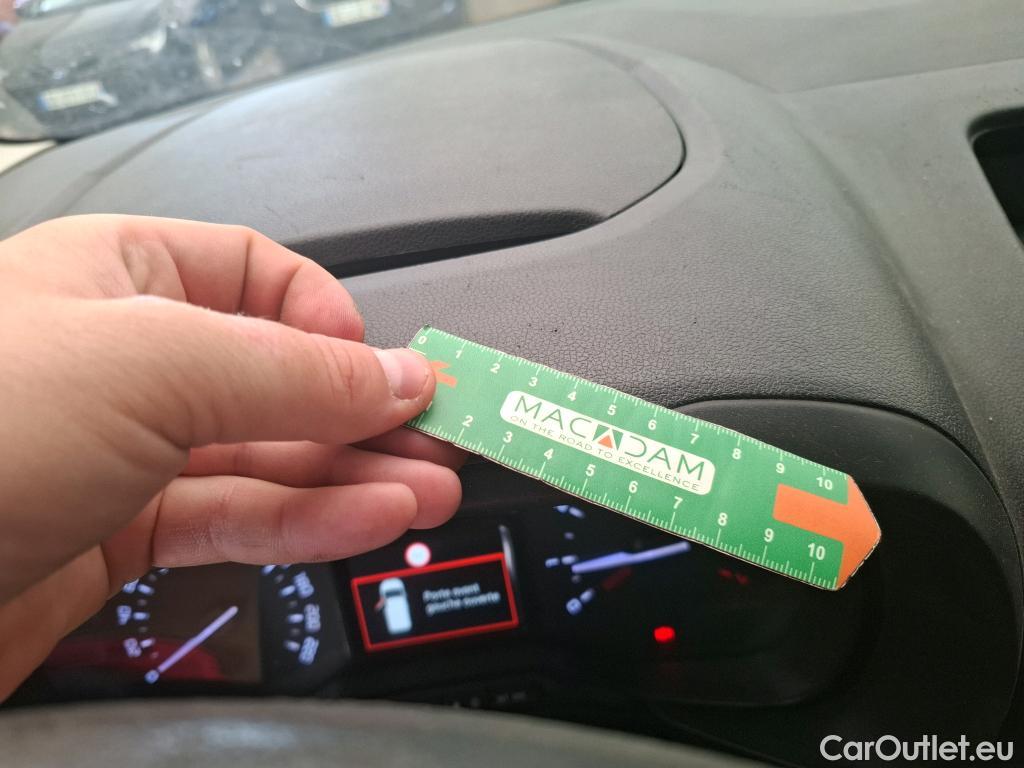 0 1 2 3 4 5 6 7 8 9 10
MACADAM
ON THE ROAD TO EXCELLENCE
2 3 4 5 6 7 8 9 10
Porte avant
gauche ouverte
CarOutlet.eu